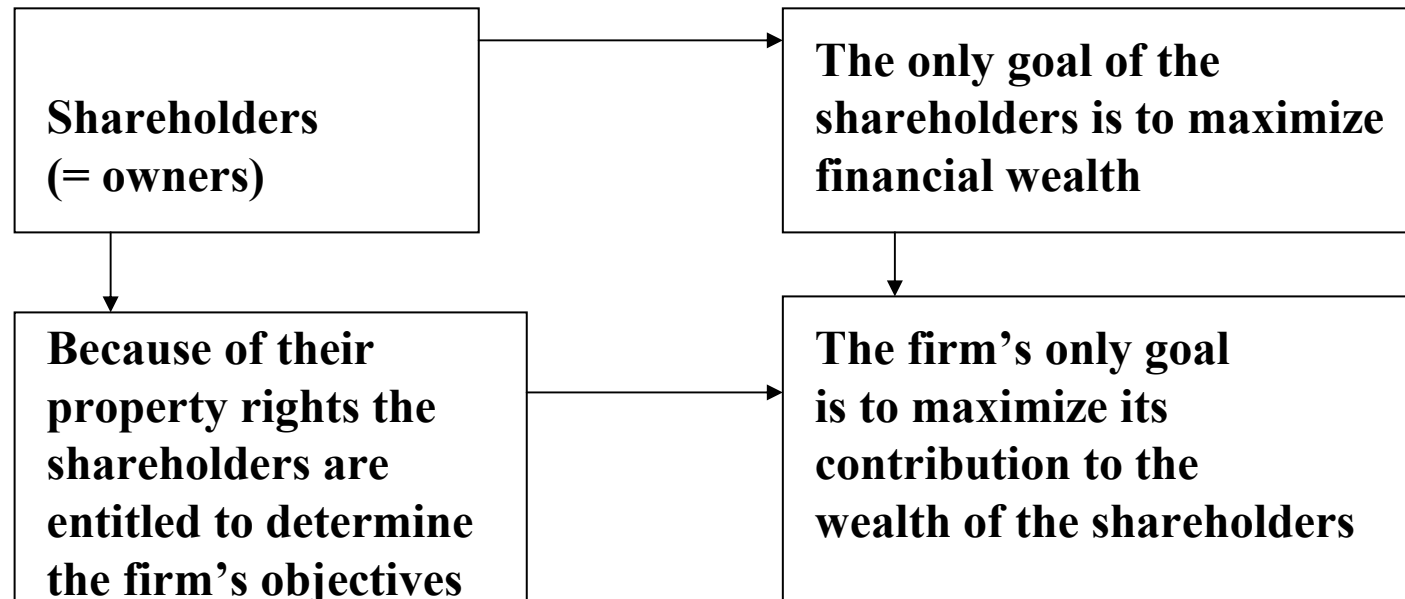 Shareholders
(= owners)
The only goal of the
shareholders is to maximize
financial wealth
Because of their
property rights the
shareholders are
entitled to determine
the firm’s objectives
The firm’s only goal
is to maximize its
contribution to the
wealth of the shareholders